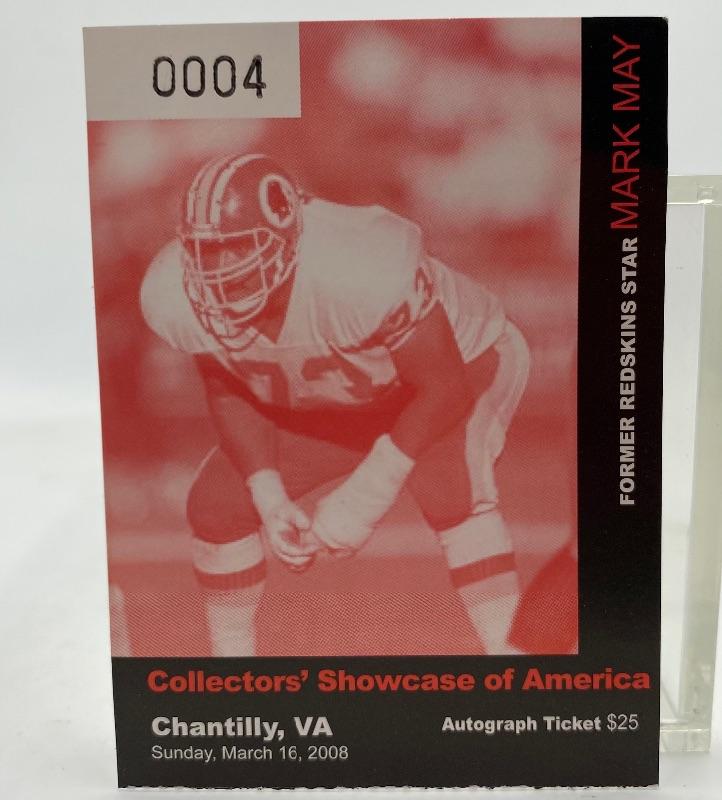 0004
FORMER REDSKINS STAR MARK MAY
Collectors' Showcase of America
Chantilly, VA
Autograph Ticket $25
Sunday, March 16, 2008